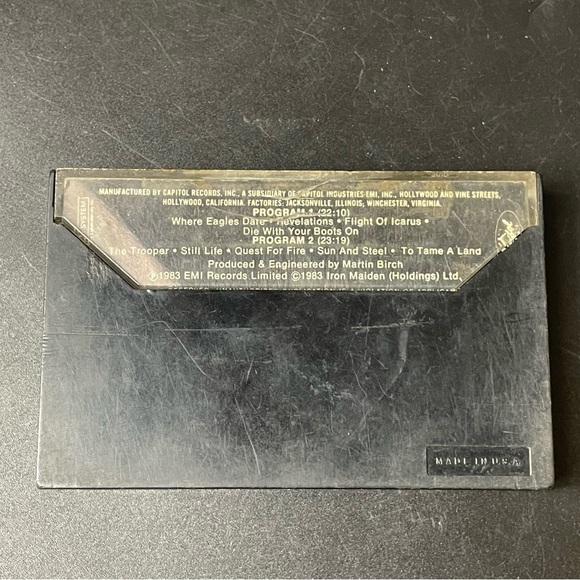 MANUFACTURED BY CAPITOL RECORDS, INC., A SUBSIDIARY OF CAPITOL INDUSTRIES-EMI, INC., HOLLYWOOD AND VINE STREETS,
HOLLYWOOD, CALIFORNIA. FACTORIES: JACKSONVILLE, ILLINOIS; WINCHESTER, VIRGINIA.
PROGRAM 1 (22:10)
Where Eagles Dare • Revelations • Flight Of Icarus •
Die With Your Boots On
PROGRAM 2 (23:19)
The Trooper • Still Life • Quest For Fire • Sun And Steel • To Tame A Land
Produced & Engineered by Martin Birch
℗1983 EMI Records Limited ©1983 Iron Maiden (Holdings) Ltd.
MADE IN U.S.A